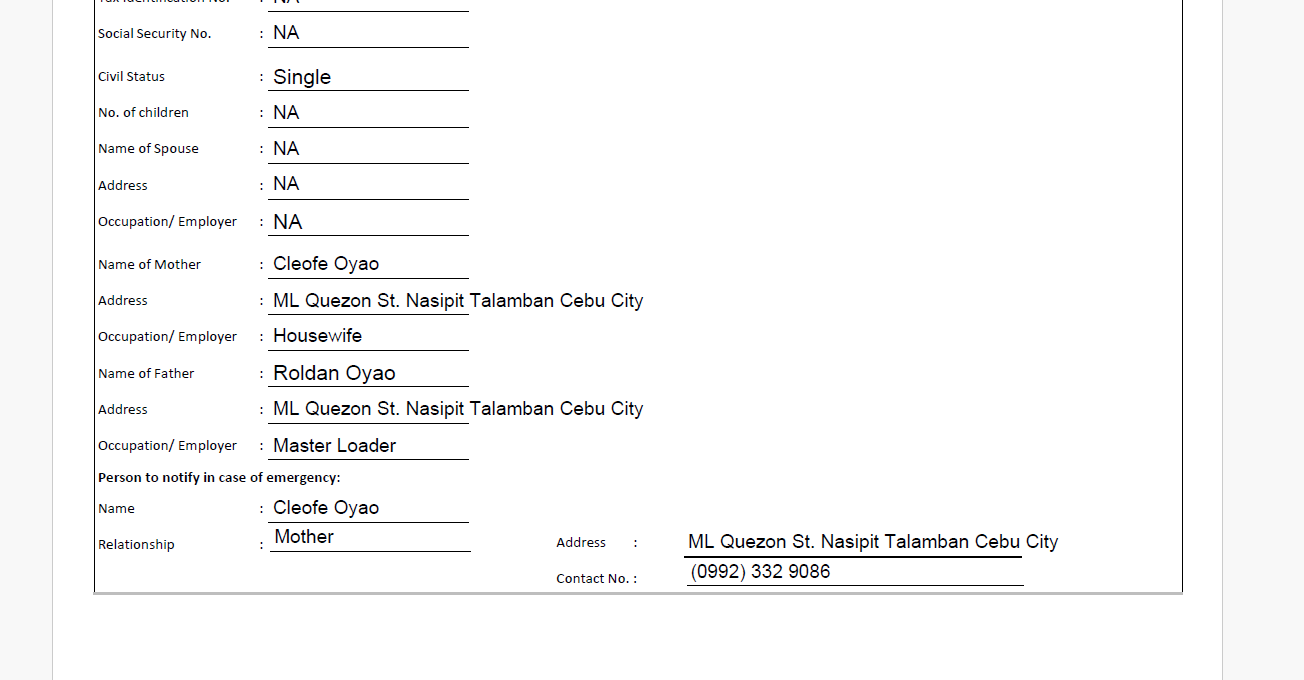 Tax Identification No. : NA
Social Security No. : NA
Civil Status : Single
No. of children : NA
Name of Spouse : NA
Address : NA
Occupation/ Employer : NA
Name of Mother : Cleofe Oyao
Address : ML Quezon St. Nasipit Talamban Cebu City
Occupation/ Employer : Housewife
Name of Father : Roldan Oyao
Address : ML Quezon St. Nasipit Talamban Cebu City
Occupation/ Employer : Master Loader
Person to notify in case of emergency:
Name : Cleofe Oyao
Relationship : Mother
Address : ML Quezon St. Nasipit Talamban Cebu City
Contact No. : (0992) 332 9086